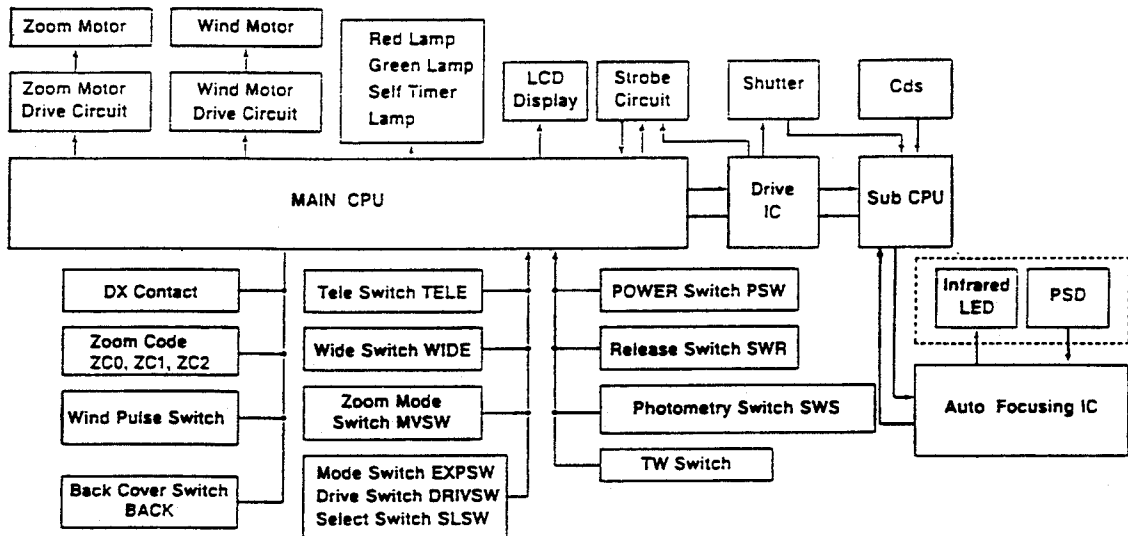 Zoom Motor
Wind Motor
Red Lamp
Green Lamp
Self Timer
Lamp
LCD
Display
Strobe
Circuit
Shutter
Cds
Zoom Motor
Drive Circuit
Wind Motor
Drive Circuit
MAIN CPU
Drive
IC
Sub CPU
DX Contact
Tele Switch TELE
POWER Switch PSW
Infrared
LED
PSD
Zoom Code
ZC0, ZC1, ZC2
Wide Switch WIDE
Release Switch SWR
Wind Pulse Switch
Zoom Mode
Switch MVSW
Photometry Switch SWS
Auto Focusing IC
Back Cover Switch
BACK
Mode Switch EXPSW
Drive Switch DRIVSW
Select Switch SLSW
TW Switch